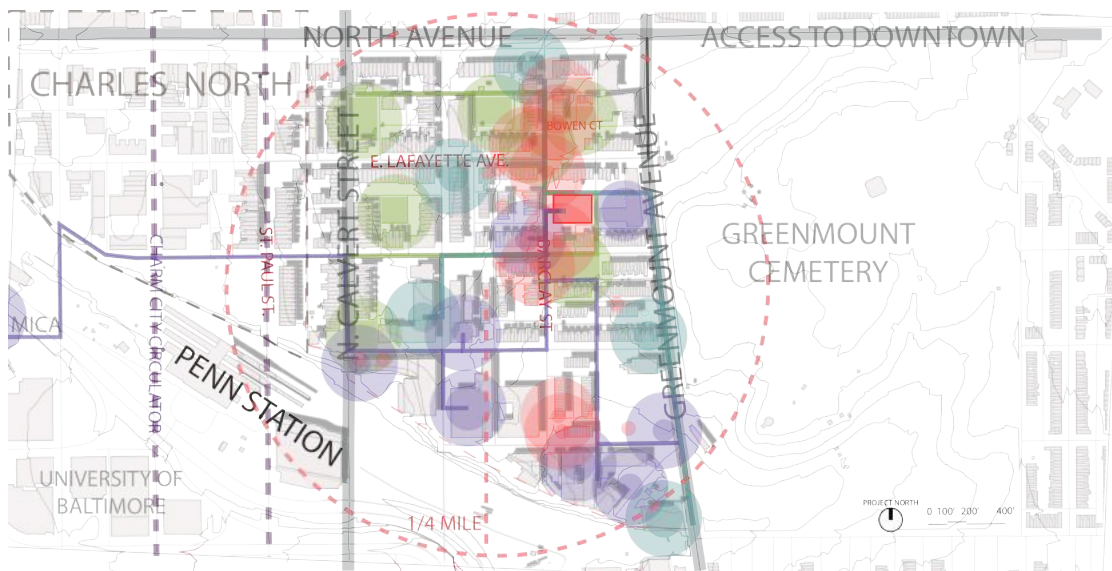 NORTH AVENUE
ACCESS TO DOWNTOWN
CHARLES NORTH
BOWEN CT
E. LAFAYETTE AVE.
N. CALVERT STREET
GREENMOUNT AVENUE
GREENMOUNT
CEMETERY
ST. PAUL ST.
BARCLAY ST
CHARM CITY CIRCULATOR
MICA
PENN STATION
UNIVERSITY OF
BALTIMORE
1/4 MILE
PROJECT NORTH
0 100' 200' 400'